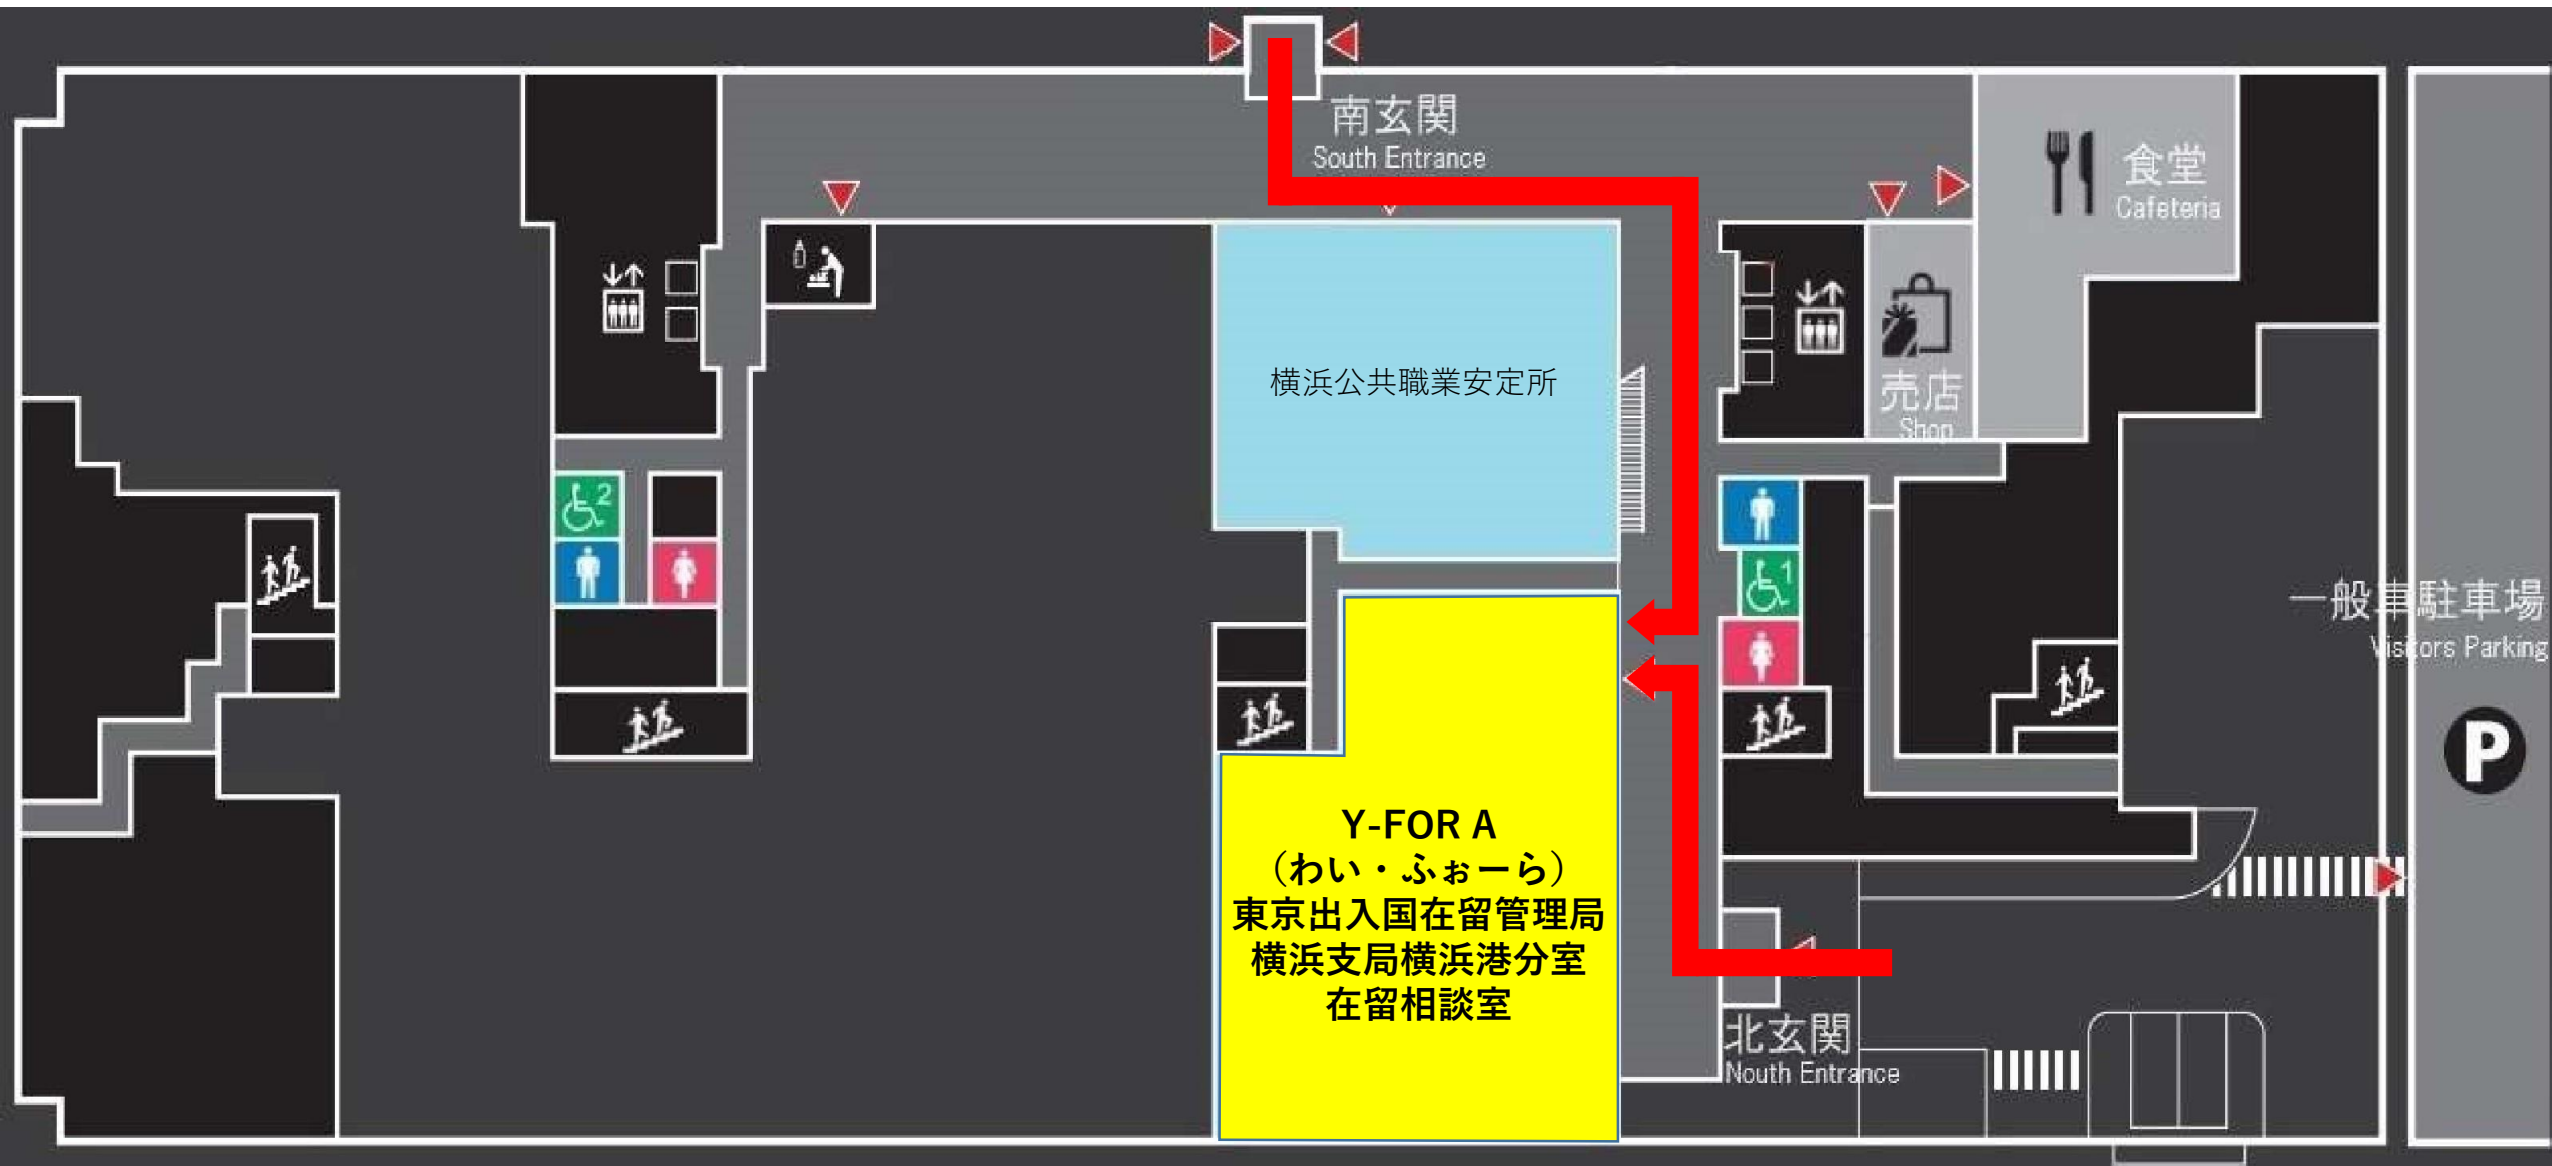 南玄関
South Entrance
食堂
Cafeteria
横浜公共職業安定所
売店
Shop
2
1
一般車駐車場
Visitors Parking
P
Y-FOR A
（わい・ふぉーら）
東京出入国在留管理局
横浜支局横浜港分室
在留相談室
北玄関
Nouth Entrance